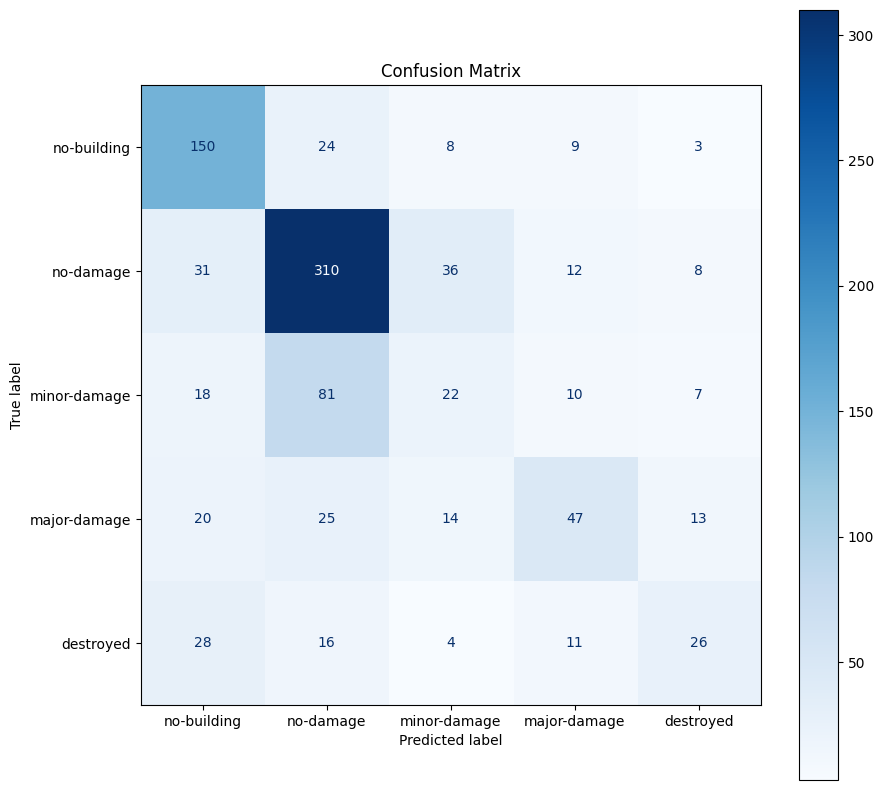 Confusion Matrix
no-building 150 24 8 9 3
no-damage 31 310 36 12 8
minor-damage 18 81 22 10 7
major-damage 20 25 14 47 13
destroyed 28 16 4 11 26
no-building no-damage minor-damage major-damage destroyed
Predicted label
True label
300
250
200
150
100
50